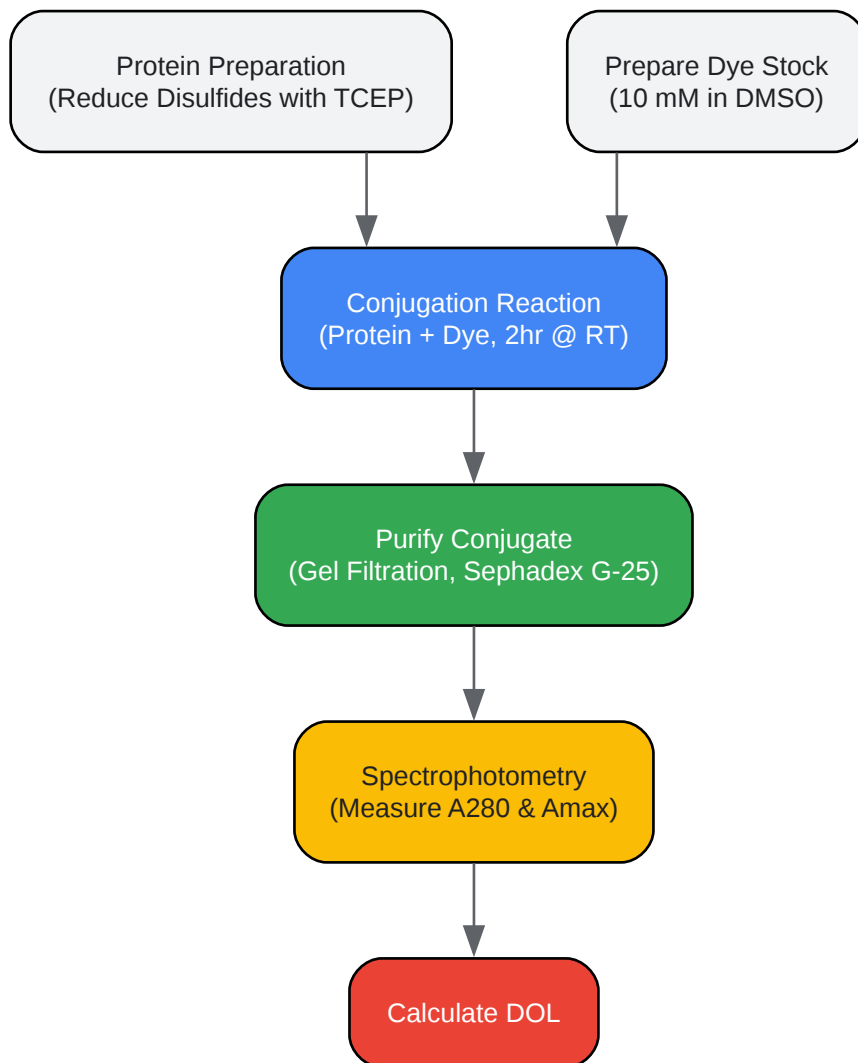 Protein Preparation
(Reduce Disulfides with TCEP)
Prepare Dye Stock
(10 mM in DMSO)
Conjugation Reaction
(Protein + Dye, 2hr @ RT)
Purify Conjugate
(Gel Filtration, Sephadex G-25)
Spectrophotometry
(Measure A280 & Amax)
Calculate DOL